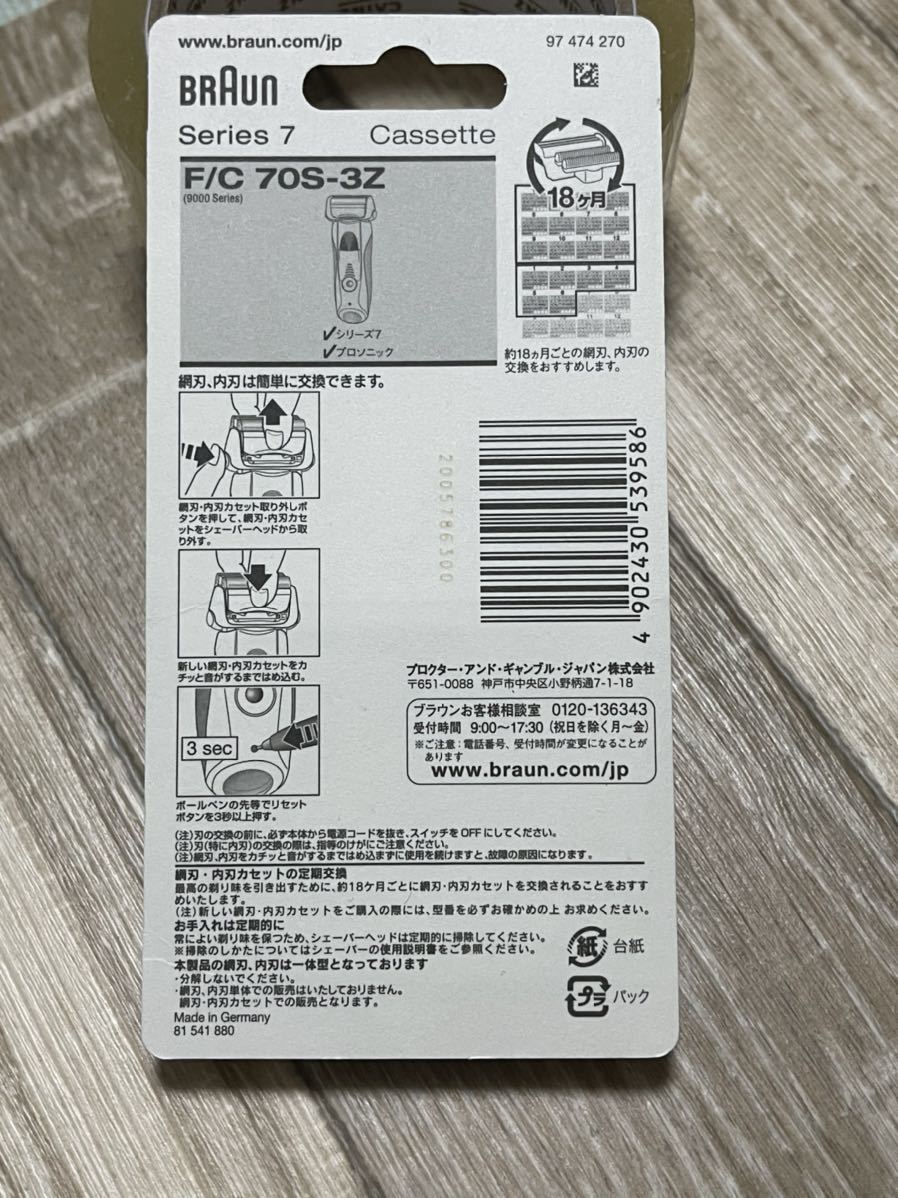 www.braun.com/jp
97 474 270
BRAUN
Series 7 Cassette
F/C 70S-3Z
(9000 Series)
✓シリーズ7
✓プロソニック
18ヶ月
約18ヵ月ごとの網刃、内刃の
交換をおすすめします。
網刃、内刃は簡単に交換できます。
網刃・内刃カセット取り外しボ
タンを押して、網刃・内刃カセ
ットをシェーバーヘッドから取
り外す。
新しい網刃・内刃カセットをカ
チッと音がするまではめ込む。
3 sec
ボールペンの先等でリセット
ボタンを3秒以上押す。
2005786300
4 902430 539586
プロクター・アンド・ギャンブル・ジャパン株式会社
〒651-0088 神戸市中央区小野柄通7-1-18
ブラウンお客様相談室 0120-136343
受付時間 9:00〜17:30 (祝日を除く月〜金)
※ご注意:電話番号、受付時間が変更になることが
あります
www.braun.com/jp
(注)刃の交換の前に、必ず本体から電源コードを抜き、スイッチをOFFにしてください。
(注)刃(特に内刃)の交換の際は、指等のけがにご注意ください。
(注)網刃、内刃をカチッと音がするまではめ込まずに使用を続けますと、故障の原因になります。
網刃・内刃カセットの定期交換
最高の剃り味を引き出すために、約18ケ月ごとに網刃・内刃カセットを交換されることをおすす
めいたします。
(注)新しい網刃・内刃カセットをご購入の際には、型番を必ずお確かめの上 お求めください。
お手入れは定期的に
常によい剃り味を保つため、シェーバーヘッドは定期的に掃除してください。
※掃除のしかたについてはシェーバーの使用説明書をご参照ください。
本製品の網刃、内刃は一体型となっております
・分解しないでください。
・網刃、内刃単体での販売はいたしておりません。
網刃・内刃カセットでの販売となります。
Made in Germany
81 541 880
紙 台紙
プラ パック